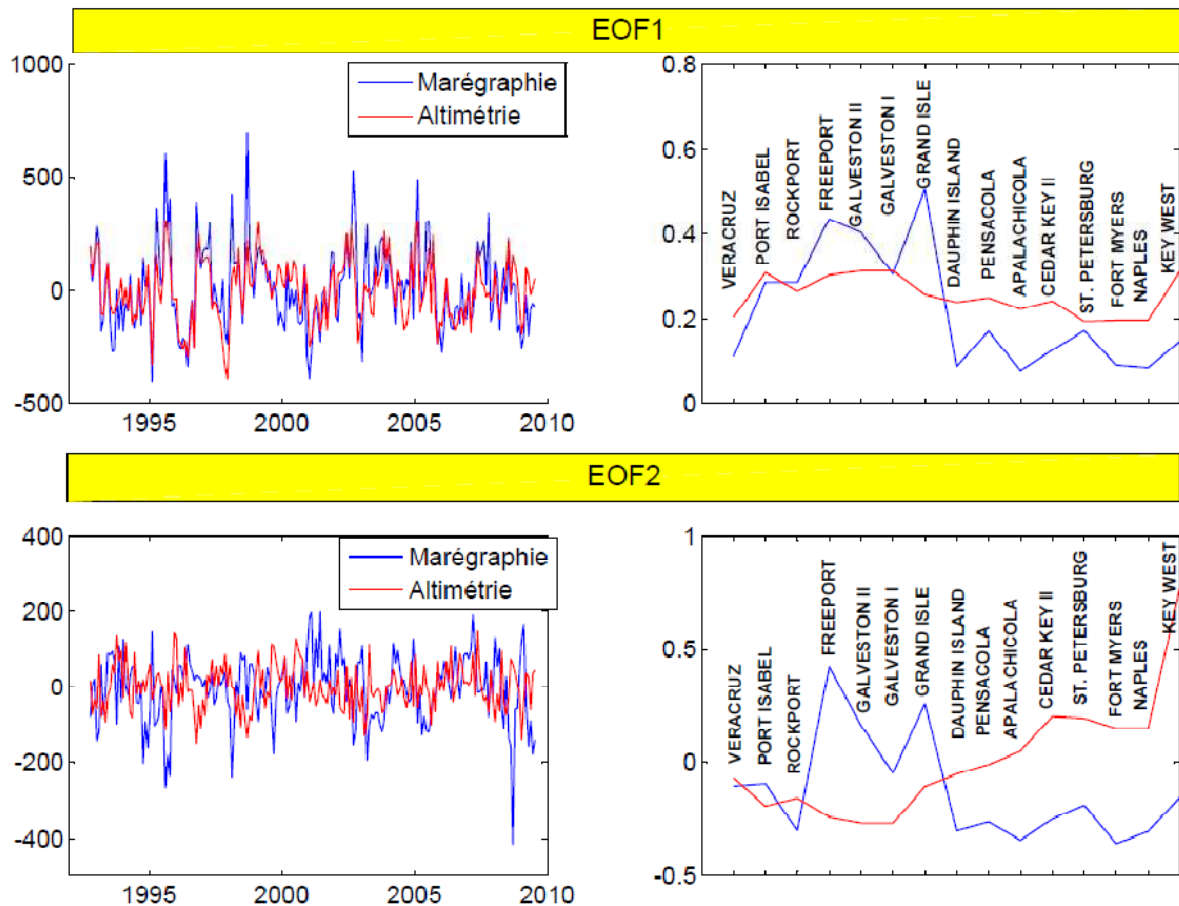 EOF1
1000
500
0
-500
1995
2000
2005
2010
Marégraphie
Altimétrie
0.8
0.6
0.4
0.2
0
VERACRUZ
PORT ISABEL
ROCKPORT
FREEPORT
GALVESTON II
GALVESTON I
GRAND ISLE
DAUPHIN ISLAND
PENSACOLA
APALACHICOLA
CEDAR KEY II
ST. PETERSBURG
FORT MYERS
NAPLES
KEY WEST
EOF2
400
200
0
-200
-400
1995
2000
2005
2010
Marégraphie
Altimétrie
1
0.5
0
-0.5
VERACRUZ
PORT ISABEL
ROCKPORT
FREEPORT
GALVESTON II
GALVESTON I
GRAND ISLE
DAUPHIN ISLAND
PENSACOLA
APALACHICOLA
CEDAR KEY II
ST. PETERSBURG
FORT MYERS
NAPLES
KEY WEST